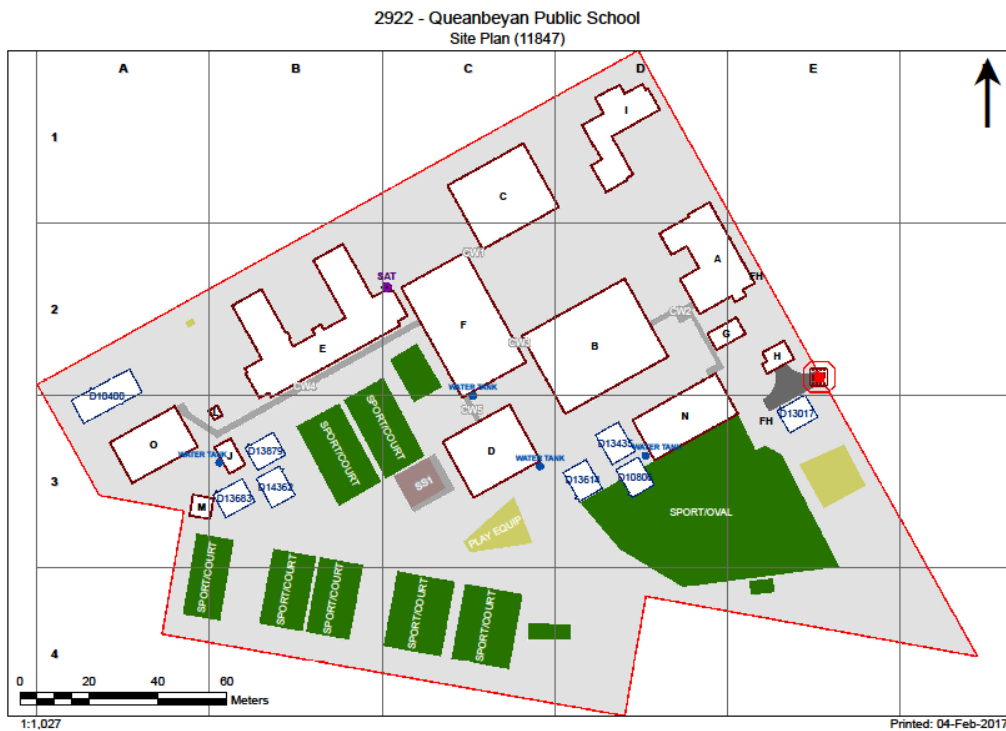 2922 - Queanbeyan Public School
Site Plan (11847)
A
B
C
D
E
1
I
C
CW1
A
SAT
FH
2
CW2
F
G
E
B
CW3
H
CW4
D10400
WATER TANK
CW5
D13017
L
N
FH
SPORT/COURT
SPORT/COURT
O
WATER TANK
J
D13879
D
D13435
WATER TANK
WATER TANK
3
SS1
D13614
D14362
D13683
M
SPORT/OVAL
PLAY EQUIP
SPORT/COURT
SPORT/COURT
SPORT/COURT
SPORT/COURT
SPORT/COURT
4
0 20 40 60
Meters
1:1,027
Printed: 04-Feb-2017